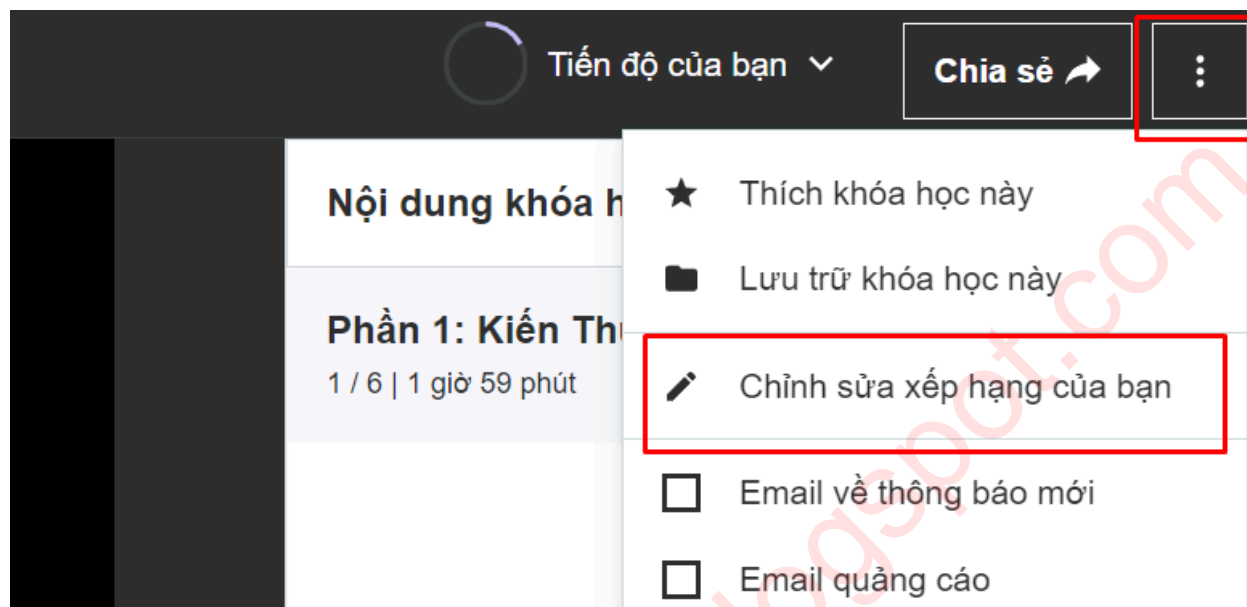 Tiến độ của bạn
Chia sẻ
Thích khóa học này
Nội dung khóa
Lưu trữ khóa học này
Phần 1: Kiến
1 / 6 | 1 giờ 59 phút
Chỉnh sửa xếp hạng của bạn
Email về thông báo mới
Email quảng cáo
logspot.com